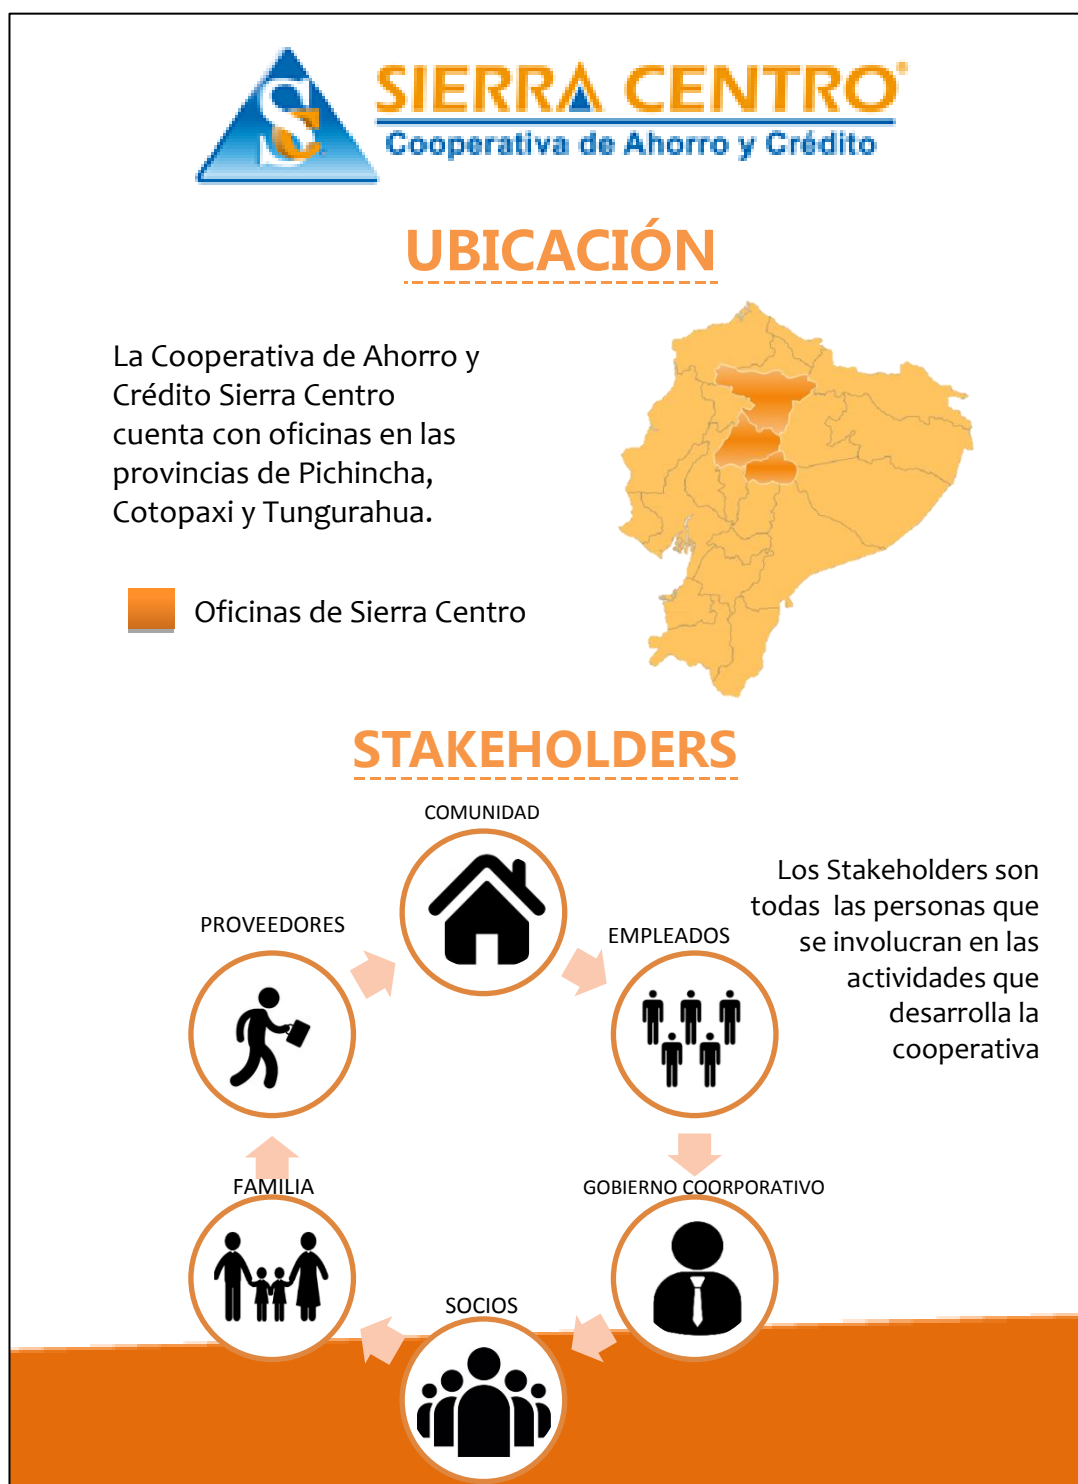 SC
SIERRA CENTRO®
Cooperativa de Ahorro y Crédito
UBICACIÓN
La Cooperativa de Ahorro y
Crédito Sierra Centro
cuenta con oficinas en las
provincias de Pichincha,
Cotopaxi y Tungurahua.
Oficinas de Sierra Centro
STAKEHOLDERS
COMUNIDAD
Los Stakeholders son
todas las personas que
se involucran en las
actividades que
desarrolla la
cooperativa
PROVEEDORES
EMPLEADOS
FAMILIA
GOBIERNO COORPORATIVO
SOCIOS